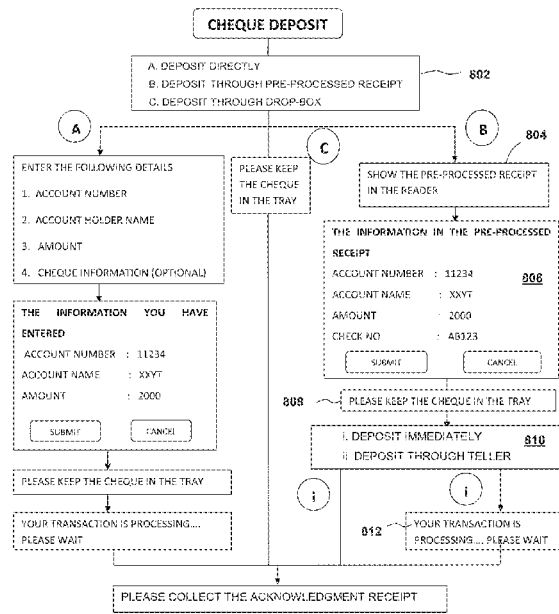 CHEQUE DEPOSIT
A. DEPOSIT DIRECTLY
B. DEPOSIT THROUGH PRE-PROCESSED RECEIPT
C. DEPOSIT THROUGH DROP-BOX
802
A
C
B
804
ENTER THE FOLLOWING DETAILS
1. ACCOUNT NUMBER
2. ACCOUNT HOLDER NAME
3. AMOUNT
4. CHEQUE INFORMATION (OPTIONAL)
PLEASE KEEP
THE CHEQUE
IN THE TRAY
SHOW THE PRE-PROCESSED RECEIPT
IN THE READER
THE INFORMATION IN THE PRE-PROCESSED
RECEIPT
ACCOUNT NUMBER : 11234
806
ACCOUNT NAME : XXYT
AMOUNT : 2000
CHECK NO : AB123
SUBMIT CANCEL
THE INFORMATION YOU HAVE
ENTERED
ACCOUNT NUMBER : 11234
ACCOUNT NAME : XXYT
AMOUNT : 2000
SUBMIT CANCEL
808
PLEASE KEEP THE CHEQUE IN THE TRAY
i. DEPOSIT IMMEDIATELY
810
ii DEPOSIT THROUGH TELLER
PLEASE KEEP THE CHEQUE IN THE TRAY
i
i
YOUR TRANSACTION IS PROCESSING....
PLEASE WAIT
812
YOUR TRANSACTION IS
PROCESSING.... PLEASE WAIT
PLEASE COLLECT THE ACKNOWLEDGMENT RECEIPT